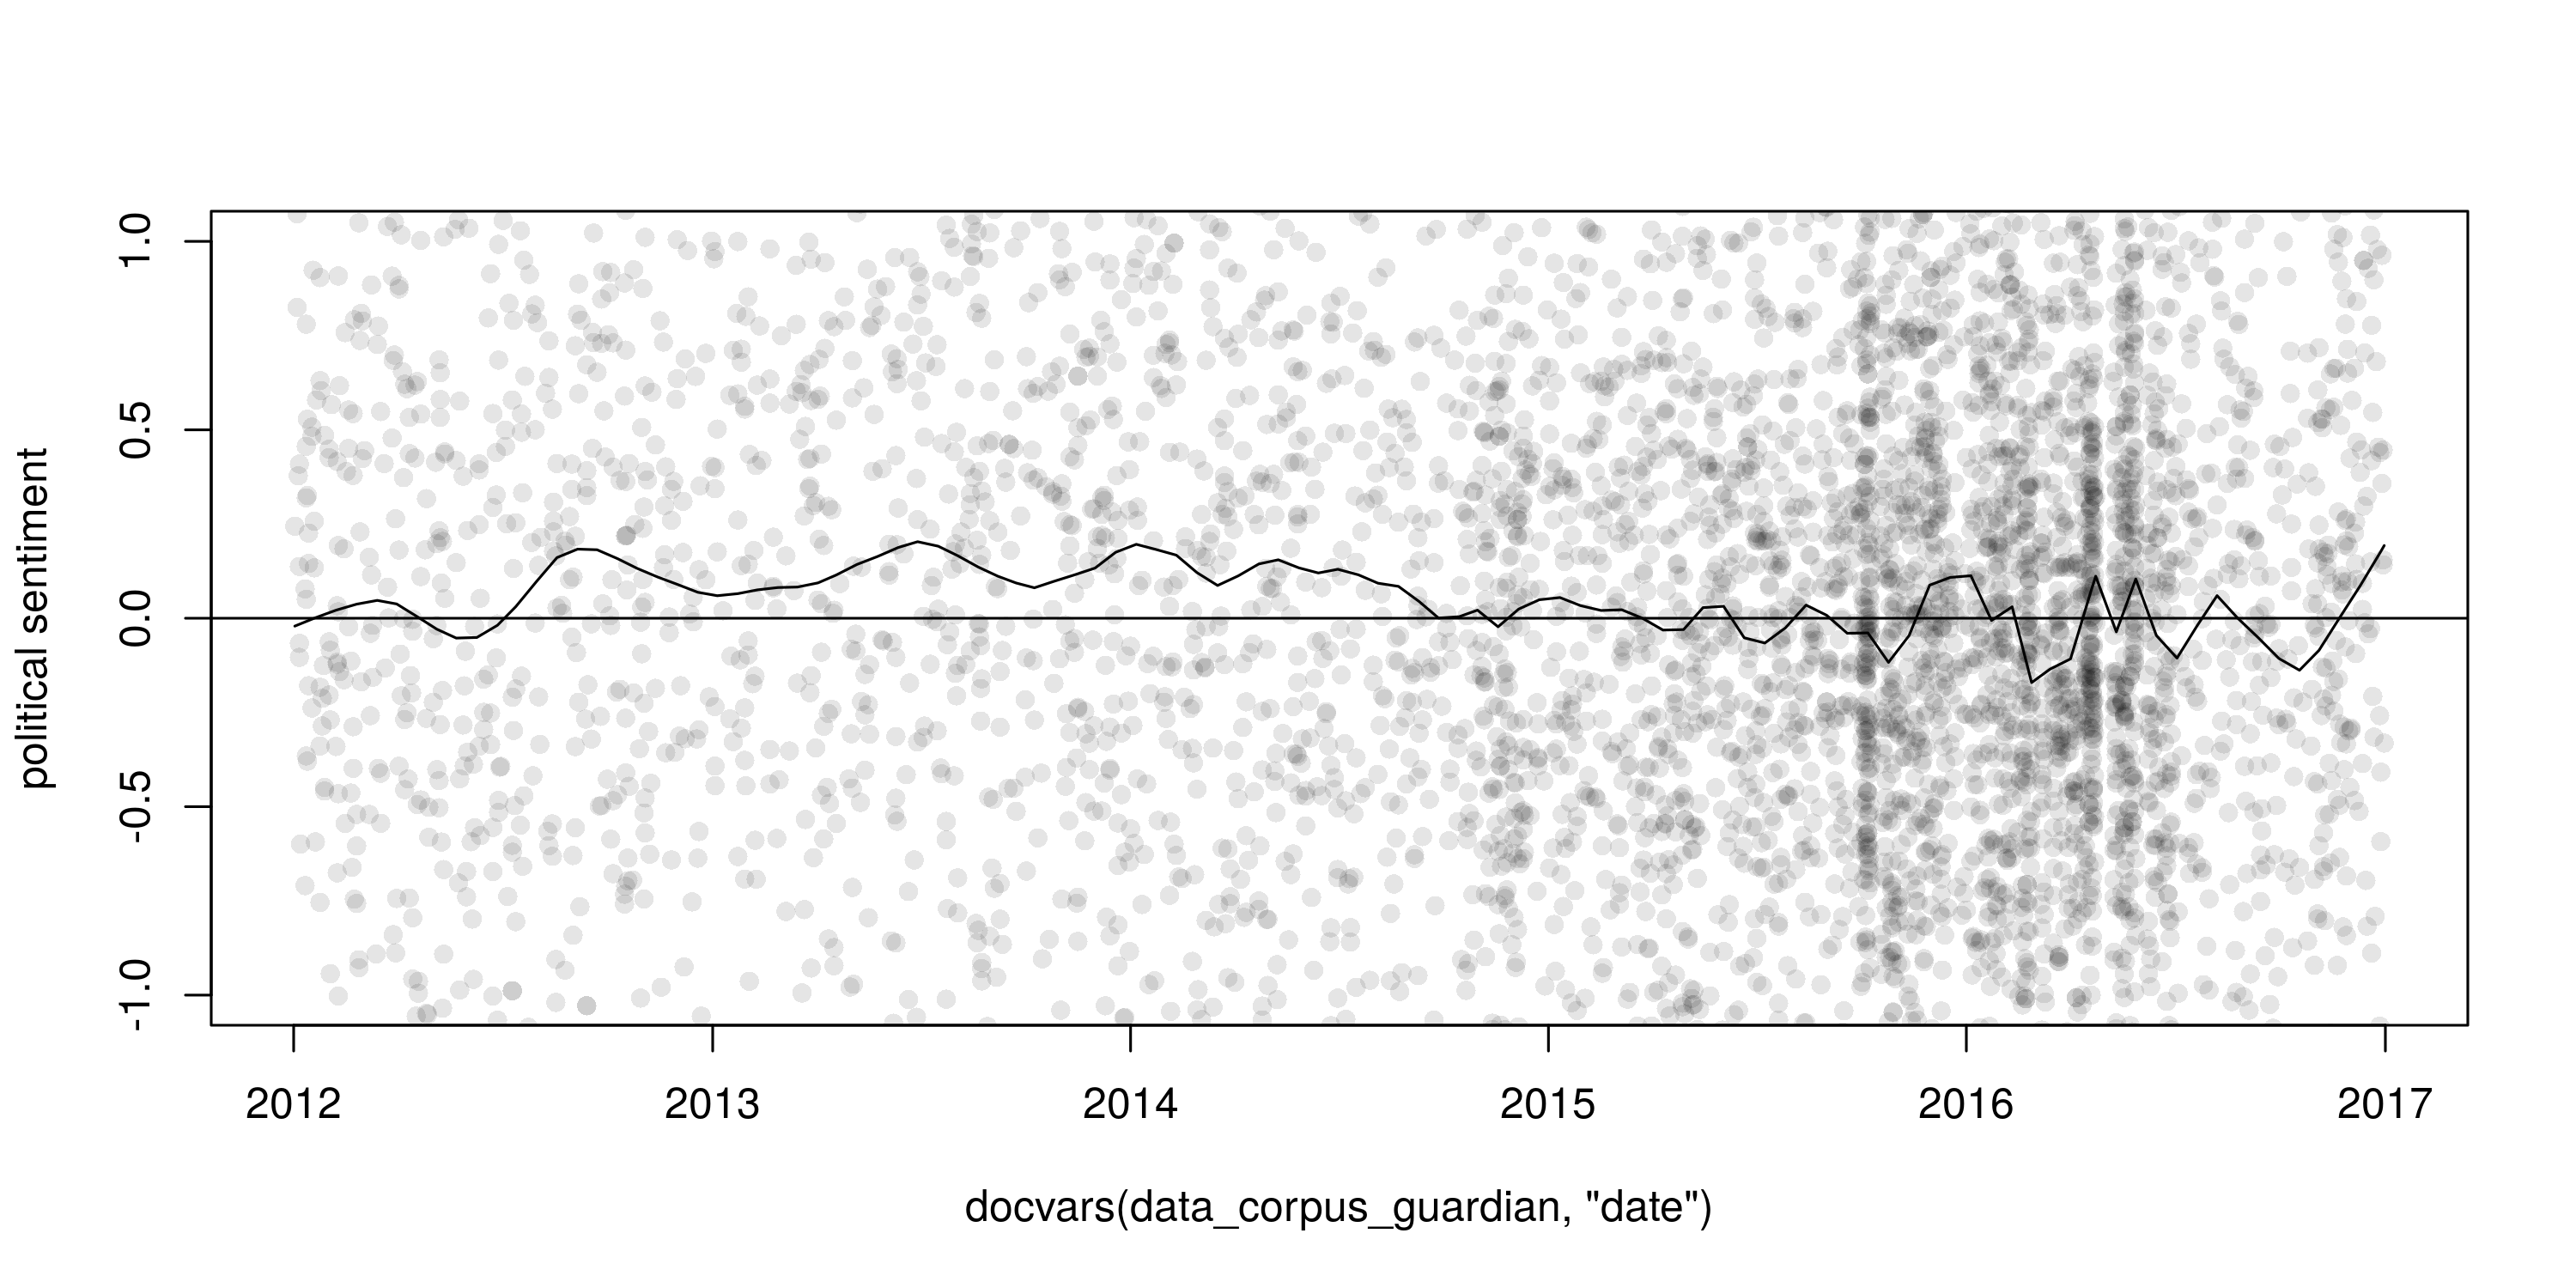 political sentiment
1.0
0.5
0.0
-0.5
-1.0
2012 2013 2014 2015 2016 2017
docvars(data_corpus_guardian, "date")